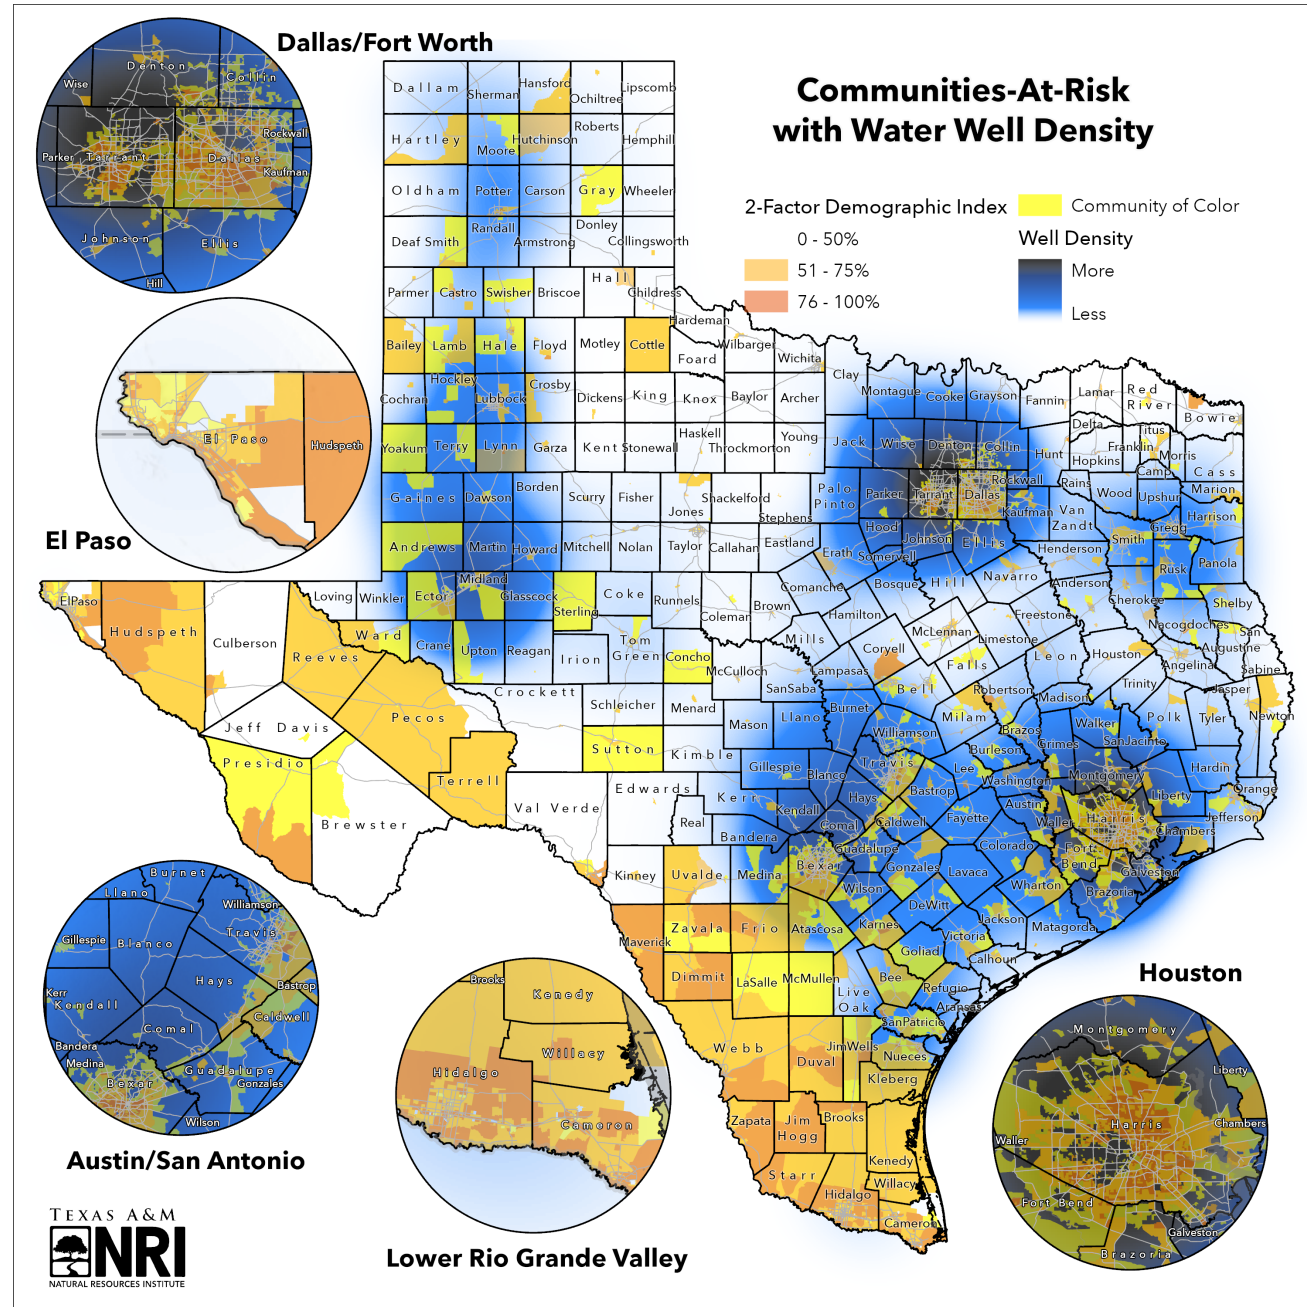 Dallas/Fort Worth
Denton
Collin
Wise
Rockwall
Parker
Tarrant
Dallas
Kaufman
Johnson
Ellis
Hill
Communities-At-Risk
with Water Well Density
2-Factor Demographic Index
0 - 50%
51 - 75%
76 - 100%
Community of Color
Well Density
More
Less
El Paso
Hudspeth
El Paso
Dallam
Sherman
Hansford
Ochiltree
Lipscomb
Hartley
Moore
Hutchinson
Roberts
Hemphill
Oldham
Potter
Carson
Gray
Wheeler
Deaf Smith
Randall
Armstrong
Donley
Collingsworth
Parmer
Castro
Swisher
Briscoe
Hall
Childress
Hardeman
Bailey
Lamb
Hale
Floyd
Motley
Cottle
Foard
Wilbarger
Wichita
Clay
Montague
Cooke
Grayson
Fannin
Lamar
Red
River
Bowie
Cochran
Hockley
Lubbock
Crosby
Dickens
King
Knox
Baylor
Archer
Delta
Titus
Franklin
Morris
Hopkins
Camp
Cass
Yoakum
Terry
Lynn
Garza
Kent
Stonewall
Haskell
Throckmorton
Young
Jack
Wise
Denton
Collin
Hunt
Rains
Wood
Upshur
Marion
Gaines
Dawson
Borden
Scurry
Fisher
Jones
Shackelford
Stephens
Palo
Pinto
Parker
Tarrant
Dallas
Rockwall
Kaufman
Van
Zandt
Gregg
Harrison
Smith
Andrews
Martin
Howard
Mitchell
Nolan
Taylor
Callahan
Eastland
Erath
Hood
Somervell
Johnson
Ellis
Henderson
Rusk
Panola
Loving
Winkler
Ector
Midland
Glasscock
Sterling
Coke
Runnels
Coleman
Brown
Comanche
Bosque
Hill
Navarro
Anderson
Cherokee
Shelby
Nacogdoches
San
Augustine
Sabine
ElPaso
Hudspeth
Culberson
Reeves
Ward
Crane
Upton
Reagan
Irion
Tom
Green
Concho
McCulloch
Mills
Hamilton
McLennan
Limestone
Freestone
Coryell
Falls
Leon
Houston
Angelina
Trinity
Jeff Davis
Pecos
Crockett
Schleicher
Menard
SanSaba
Lampasas
Bell
Robertson
Madison
Jasper
Newton
Presidio
Brewster
Terrell
Sutton
Kimble
Mason
Llano
Burnet
Williamson
Milam
Brazos
Grimes
Walker
SanJacinto
Polk
Tyler
Val Verde
Edwards
Kerr
Gillespie
Blanco
Travis
Lee
Burleson
Washington
Montgomery
Liberty
Hardin
Orange
Real
Bandera
Kendall
Comal
Hays
Bastrop
Caldwell
Fayette
Austin
Waller
Harris
Chambers
Jefferson
Kinney
Uvalde
Medina
Bexar
Guadalupe
Gonzales
Lavaca
Colorado
Fort
Bend
Galveston
Brazoria
Wharton
Wilson
DeWitt
Jackson
Matagorda
Maverick
Zavala
Frio
Atascosa
Karnes
Goliad
Victoria
Calhoun
Dimmit
LaSalle
McMullen
Live
Oak
Bee
Refugio
Aransas
SanPatricio
Webb
Duval
JimWells
Nueces
Kleberg
Zapata
Jim
Hogg
Brooks
Kenedy
Starr
Hidalgo
Willacy
Cameron
Burnet
Llano
Williamson
Travis
Gillespie
Blanco
Hays
Bastrop
Kerr
Kendall
Comal
Caldwell
Bandera
Medina
Bexar
Guadalupe
Gonzales
Wilson
Austin/San Antonio
Brooks
Kenedy
Willacy
Hidalgo
Cameron
Lower Rio Grande Valley
Houston
Montgomery
Liberty
Harris
Chambers
Waller
Fort Bend
Galveston
Brazoria
TEXAS A&M
NRI
NATURAL RESOURCES INSTITUTE